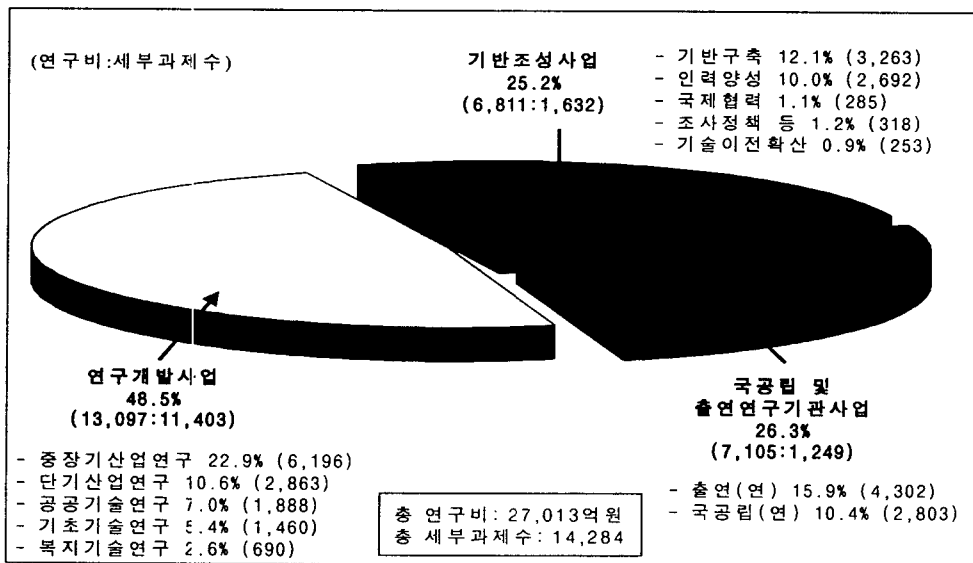 (연구비:세부과제수)
기반조성사업
25.2%
(6,811:1,632)
- 기반구축 12.1% (3,263)
- 인력양성 10.0% (2,692)
- 국제협력 1.1% (285)
- 조사정책 등 1.2% (318)
- 기술이전확산 0.9% (253)
연구개발사업
48.5%
(13,097:11,403)
- 중장기산업연구 22.9% (6,196)
- 단기산업연구 10.6% (2,863)
- 공공기술연구 7.0% (1,888)
- 기초기술연구 5.4% (1,460)
- 복지기술연구 2.6% (690)
국공립 및
출연연구기관사업
26.3%
(7,105:1,249)
- 출연(연) 15.9% (4,302)
- 국공립(연) 10.4% (2,803)
총 연구비: 27,013억원
총 세부과제수: 14,284